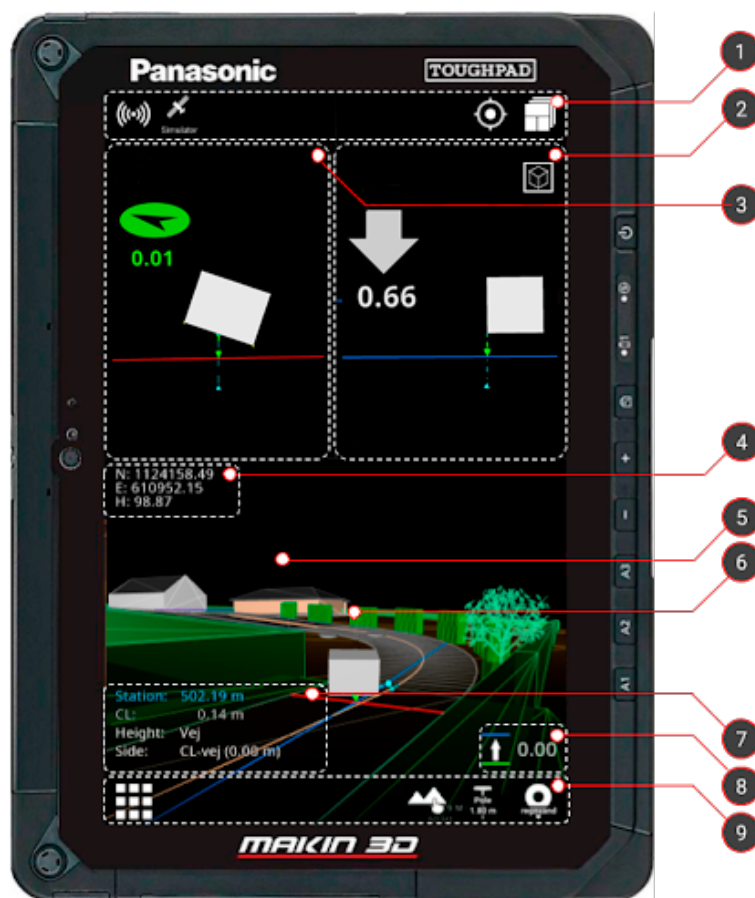 Panasonic
TOUGHPAD
Simulator
1
2
3
0.01
0.66
N: 1124158.49
E: 610952.15
H: 98.87
4
5
6
Station: 502.19 m
CL: 0.14 m
Height: Vej
Side: CL-vej (0.00 m)
7
0.00
8
Pole
1.80 m
9
MAKIN 3D
+
-
A3
A2
A1